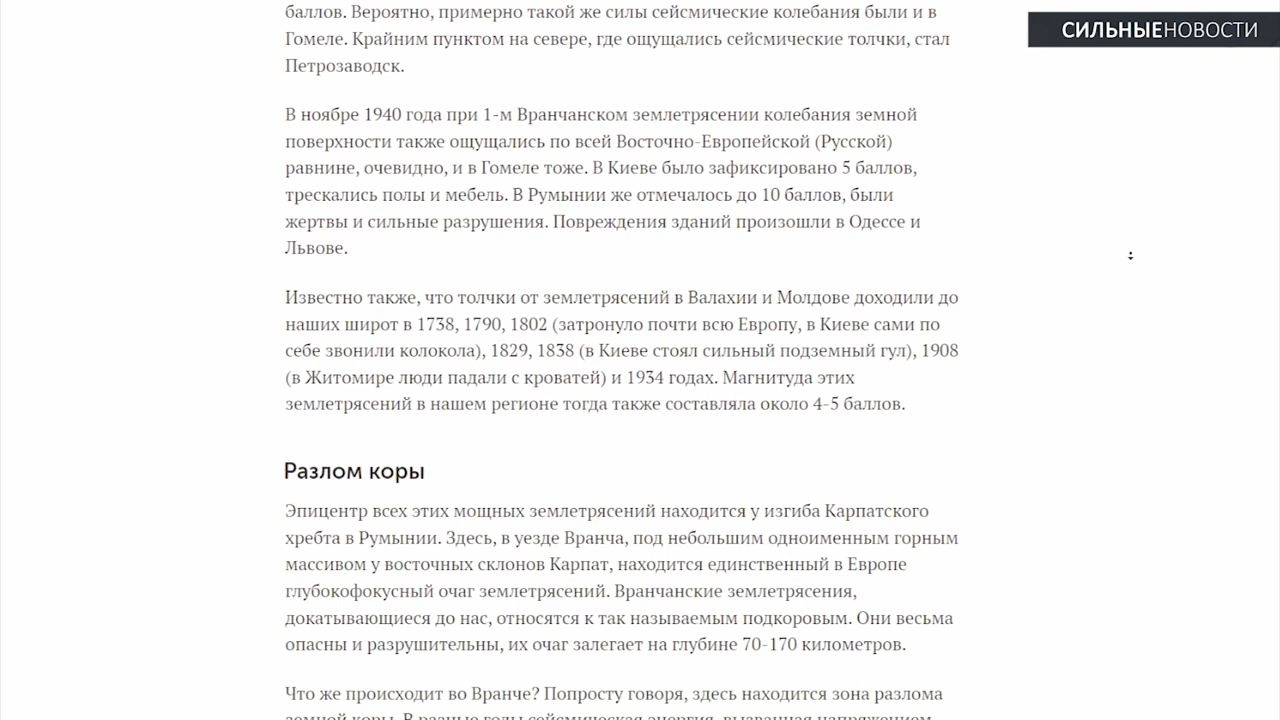 баллов. Вероятно, примерно такой же силы сейсмические колебания были и в
СИЛЬНЫЕНОВОСТИ
Гомеле. Крайним пунктом на севере, где ощущались сейсмические толчки, стал
Петрозаводск.
В ноябре 1940 года при 1-м Вранчанском землетрясении колебания земной
поверхности также ощущались по всей Восточно-Европейской (Русской)
равнине, очевидно, и в Гомеле тоже. В Киеве было зафиксировано 5 баллов,
трескались полы и мебель. В Румынии же отмечалось до 10 баллов, были
жертвы и сильные разрушения. Повреждения зданий произошли в Одессе и
Львове.
Известно также, что толчки от землетрясений в Валахии и Молдове доходили до
наших широт в 1738, 1790, 1802 (затронуло почти всю Европу, в Киеве сами по
себе звонили колокола), 1829, 1838 (в Киеве стоял сильный подземный гул), 1908
(в Житомире люди падали с кроватей) и 1934 годах. Магнитуда этих
землетрясений в нашем регионе тогда также составляла около 4-5 баллов.
Разлом коры
Эпицентр всех этих мощных землетрясений находится у изгиба Карпатского
хребта в Румынии. Здесь, в уезде Вранча, под небольшим одноименным горным
массивом у восточных склонов Карпат, находится единственный в Европе
глубокофокусный очаг землетрясений. Вранчанские землетрясения,
докатывающиеся до нас, относятся к так называемым подкоровым. Они весьма
опасны и разрушительны, их очаг залегает на глубине 70-170 километров.
Что же происходит во Вранче? Попросту говоря, здесь находится зона разлома
земной коры. В разные годы сейсмическая энергия, вызванная напряжением